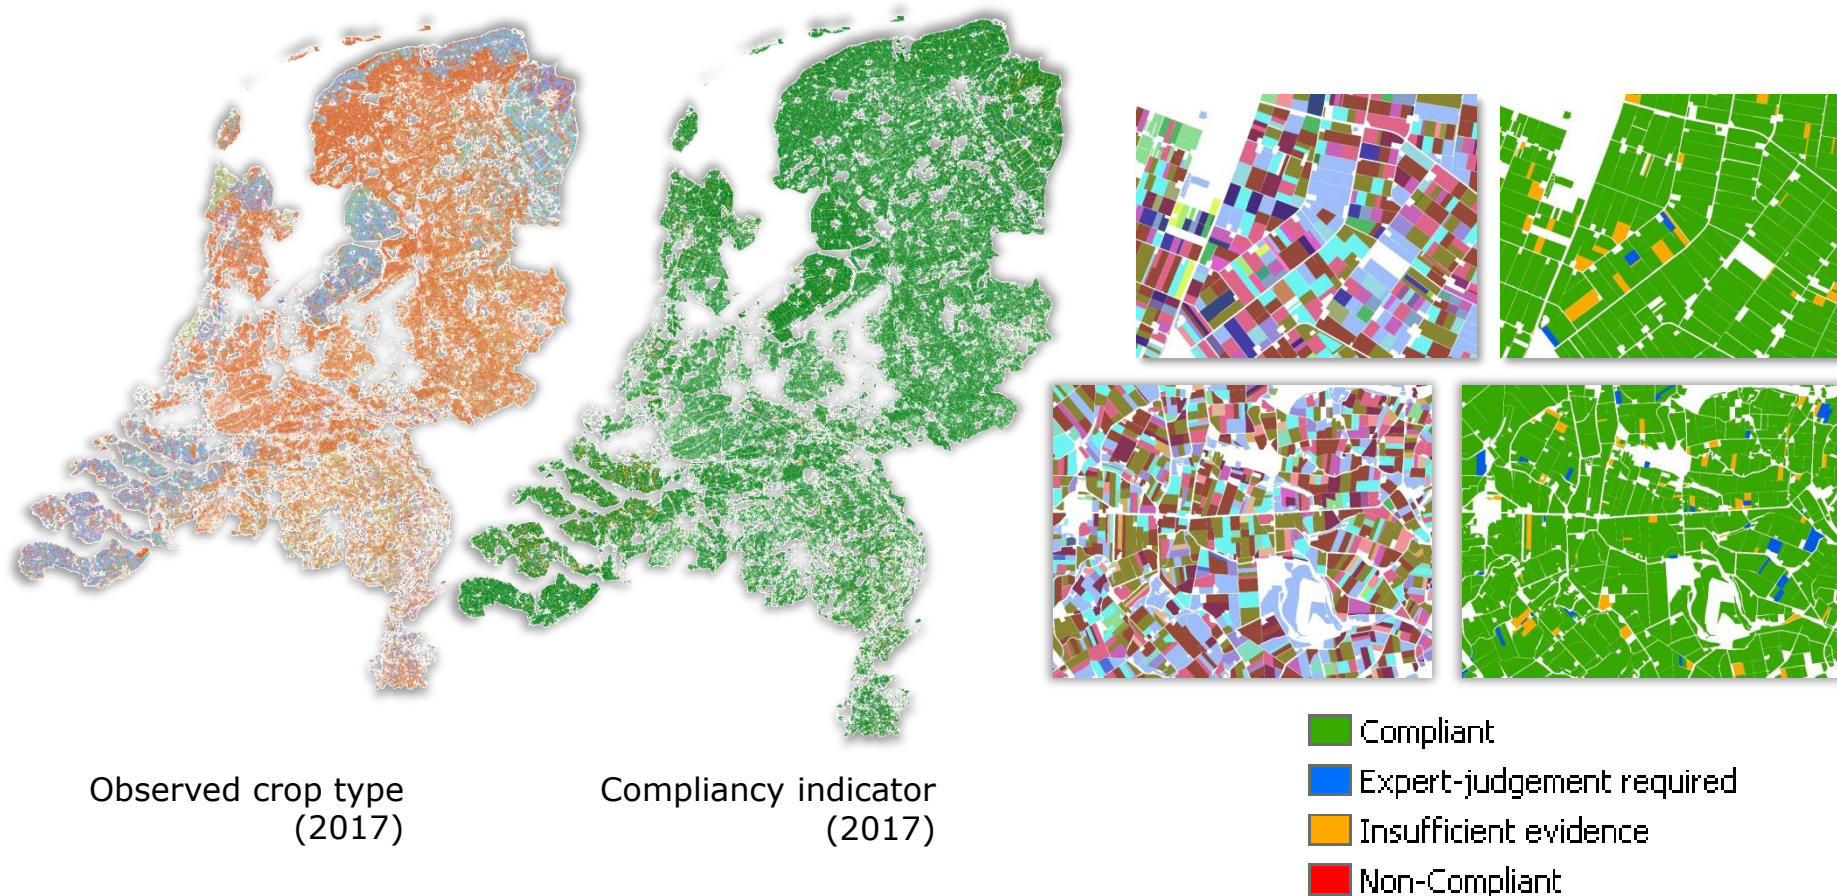 Observed crop type
(2017)
Compliancy indicator
(2017)
Compliant
Expert-judgement required
Insufficient evidence
Non-Compliant